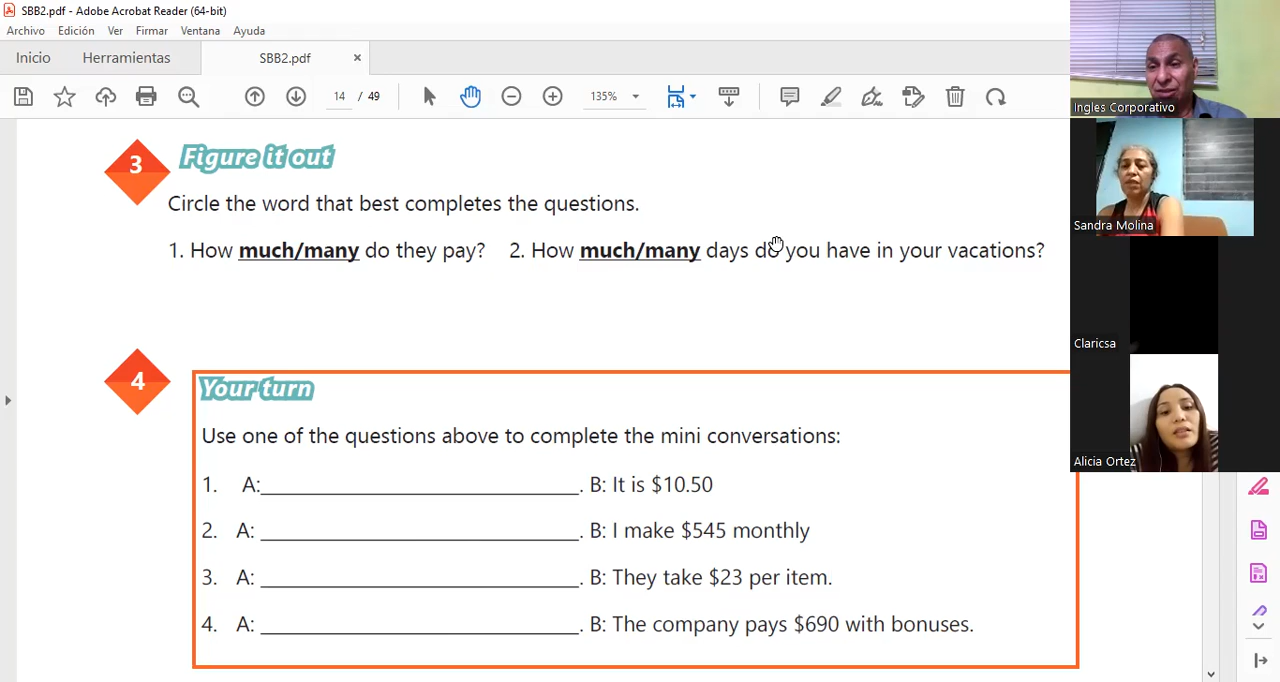 SBB2.pdf - Adobe Acrobat Reader (64-bit)
Archivo Edición Ver Firmar Ventana Ayuda
Inicio Herramientas SBB2.pdf ×
14 / 49 135%
Ingles Corporativo
Sandra Molina
Claricsa
Alicia Ortez
3 Figure it out
Circle the word that best completes the questions.
1. How much/many do they pay? 2. How much/many days do you have in your vacations?
4 Your turn
Use one of the questions above to complete the mini conversations:
1. A:______________________________. B: It is $10.50
2. A: ______________________________. B: I make $545 monthly
3. A: ______________________________. B: They take $23 per item.
4. A: ______________________________. B: The company pays $690 with bonuses.